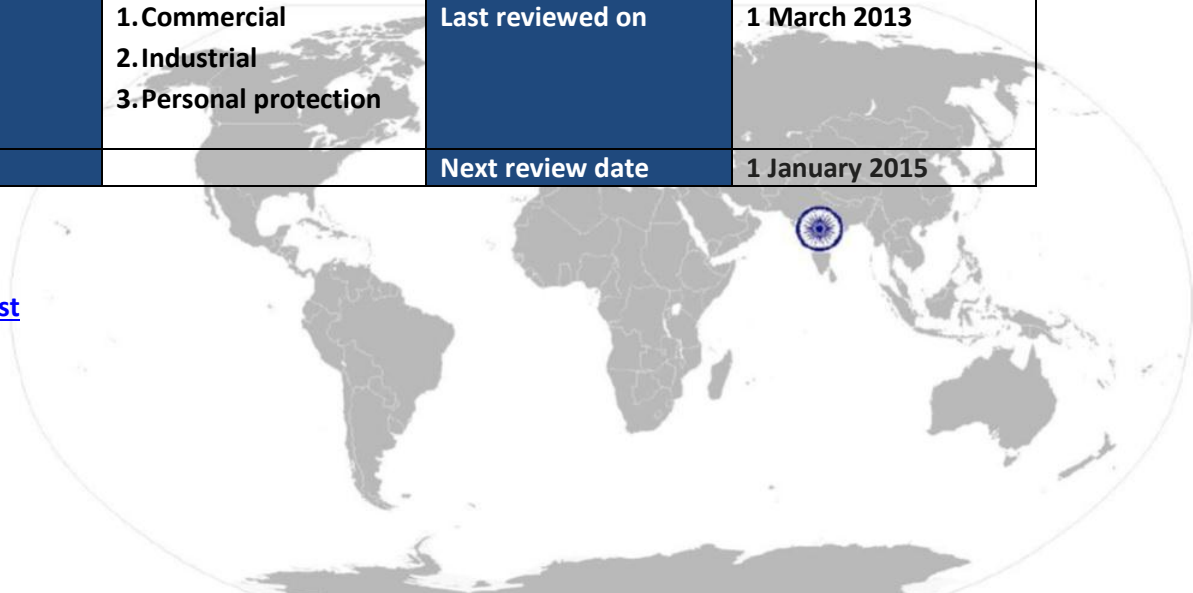 1.Commercial
2.Industrial
3.Personal protection
Last reviewed on
1 March 2013
Next review date
1 January 2015
st